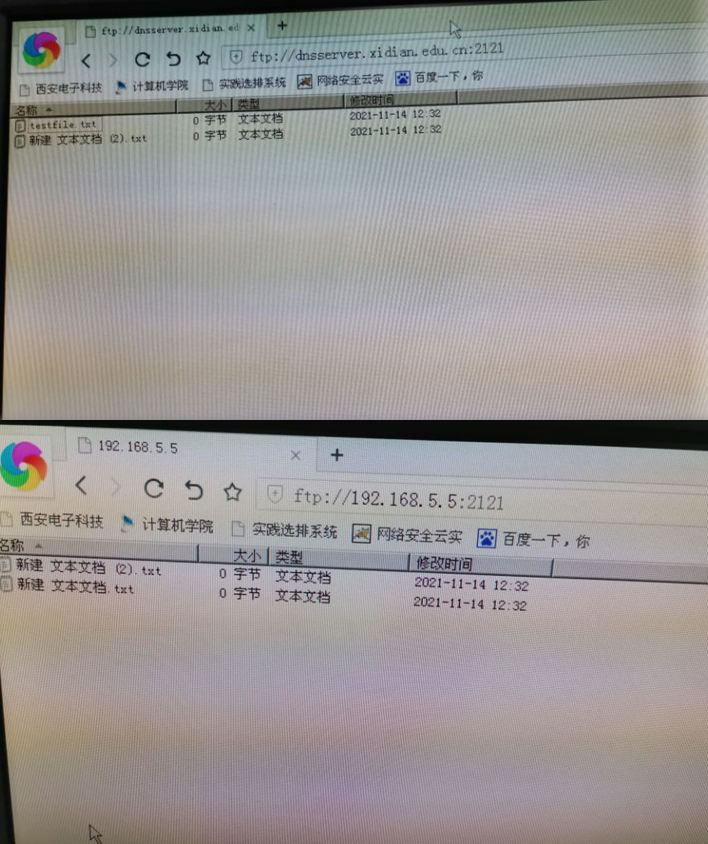 ftp://dnsserver.xidian.ed
ftp://dnsserver.xidian.edu.cn:2121
西安电子科技 计算机学院 实践选排系统 网络安全云实 百度一下,你
名称 大小 类型 修改时间
testfile.txt 0 字节 文本文档 2021-11-14 12:32
新建 文本文档 (2).txt 0 字节 文本文档 2021-11-14 12:32
192.168.5.5
ftp://192.168.5.5:2121
西安电子科技 计算机学院 实践选排系统 网络安全云实 百度一下,你
名称 大小 类型 修改时间
新建 文本文档 (2).txt 0 字节 文本文档 2021-11-14 12:32
新建 文本文档.txt 0 字节 文本文档 2021-11-14 12:32